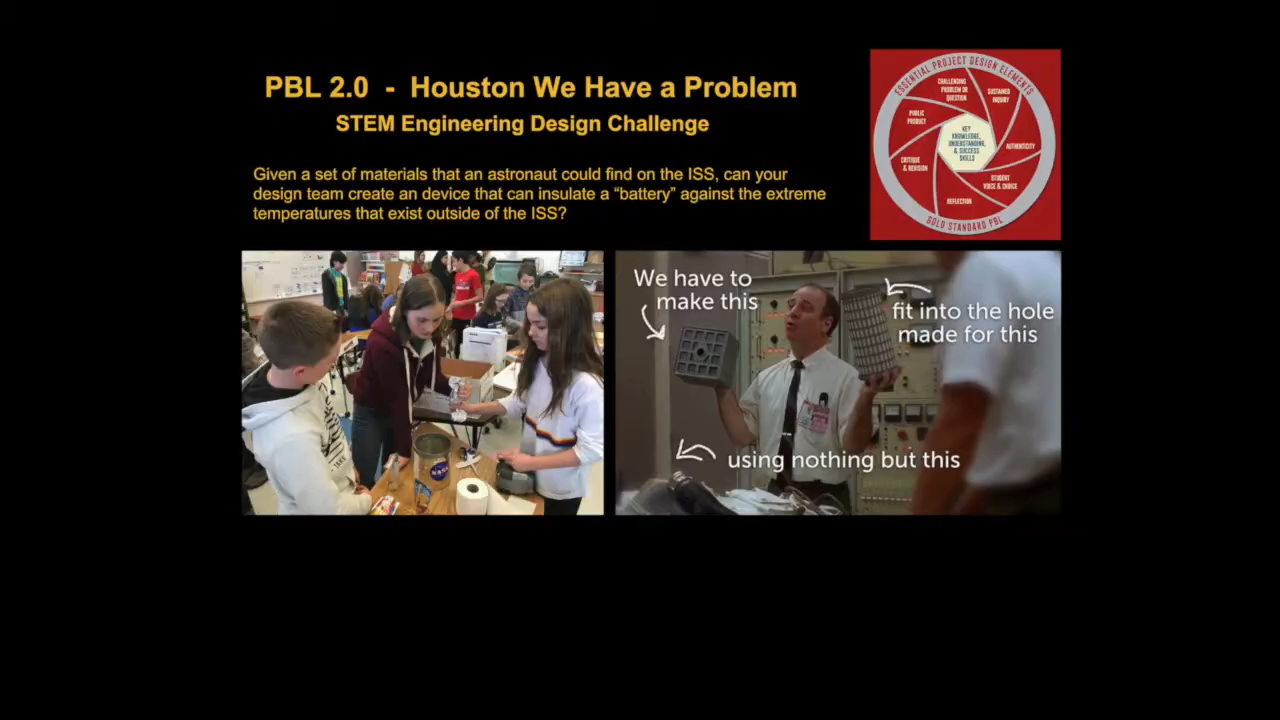 PBL 2.0 - Houston We Have a Problem
STEM Engineering Design Challenge
Given a set of materials that an astronaut could find on the ISS, can your
design team create an device that can insulate a “battery” against the extreme
temperatures that exist outside of the ISS?
ESSENTIAL PROJECT DESIGN ELEMENTS
CHALLENGING
PROBLEM OR
QUESTION
SUSTAINED
INQUIRY
AUTHENTICITY
STUDENT
VOICE & CHOICE
REFLECTION
CRITIQUE
& REVISION
PUBLIC
PRODUCT
KEY
KNOWLEDGE,
UNDERSTANDING,
& SUCCESS
SKILLS
GOLD STANDARD PBL
NASA
We have to
make this
fit into the hole
made for this
using nothing but this